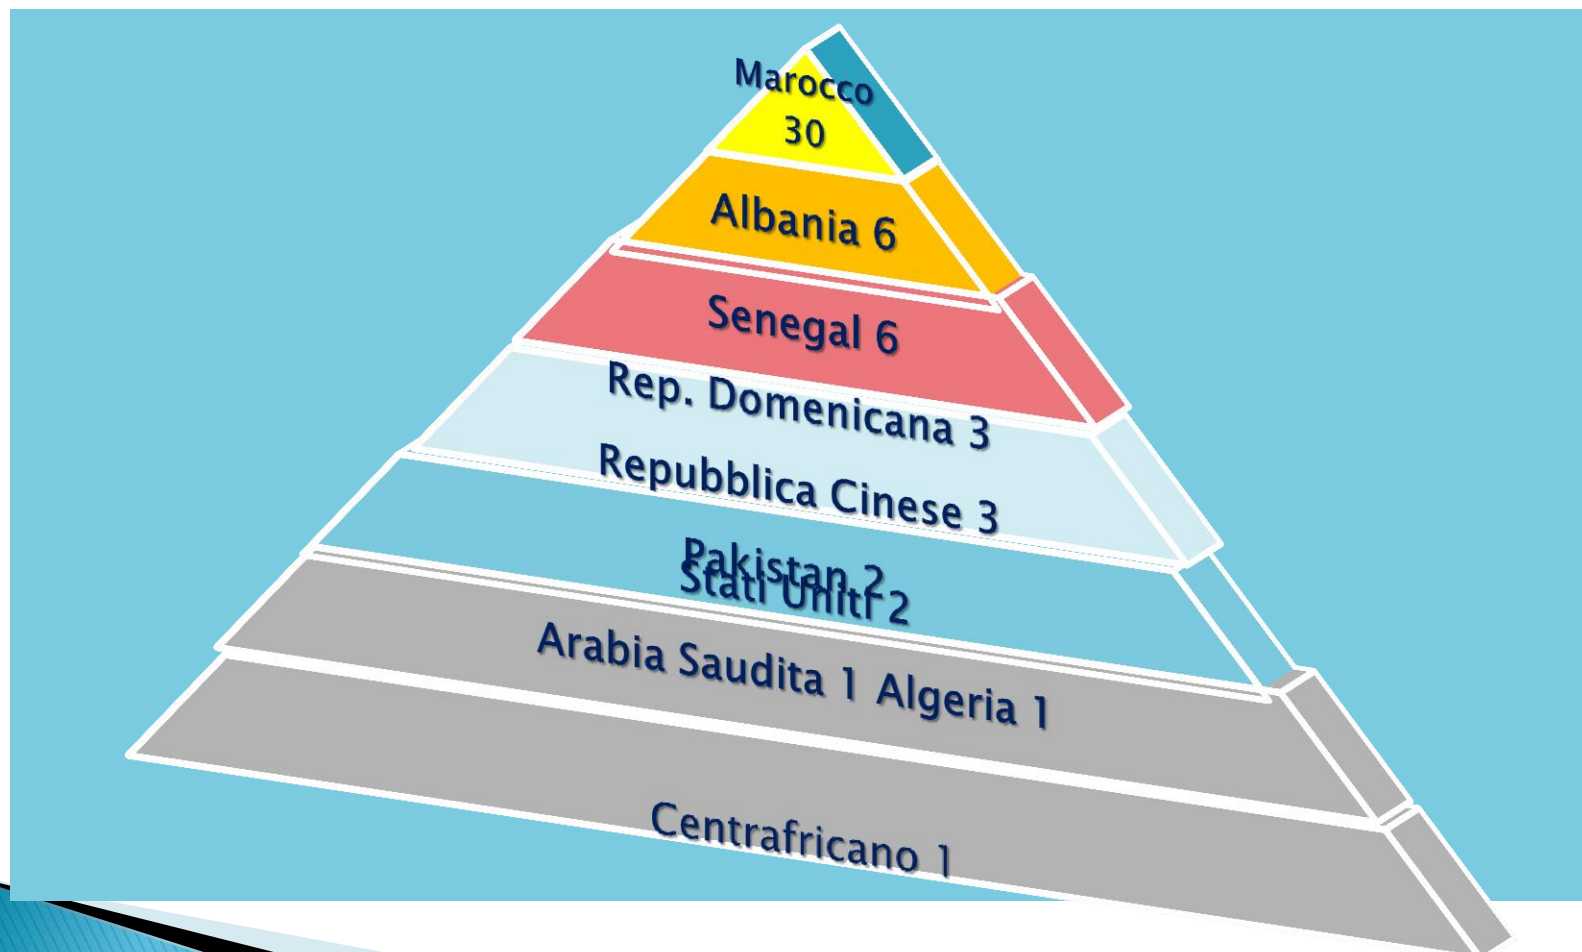 Marocco
30
Albania 6
Senegal 6
Rep. Domenicana 3
Repubblica Cinese 3
Pakistan 2
Stati Uniti 2
Arabia Saudita 1 Algeria 1
Centrafricano 1